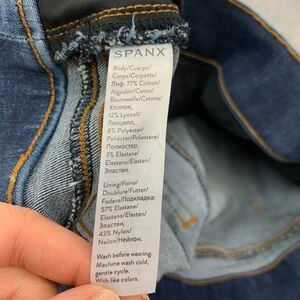 SPANX
Body/Cuerpo/
Corps/Corpetto/
Лиф: 77% Cotton/
Algodón/Coton/
Baumwolle/Cotone/
Хлопок,
12% Lyocell/
Лиоцелл,
8% Polyester/
Poliéster/Polyester/
Полиэстер,
3% Elastane/
Elastano/Elasthan/
Эластан.
Lining/Forro/
Doublure/Futter/
Fodera/Подкладка:
57% Elastane/
Elastano/Elastan/
Эластан,
43% Nylon/
Nailon/Нейлон.
Wash before wearing.
Machine wash cold,
gentle cycle.
With like colors.